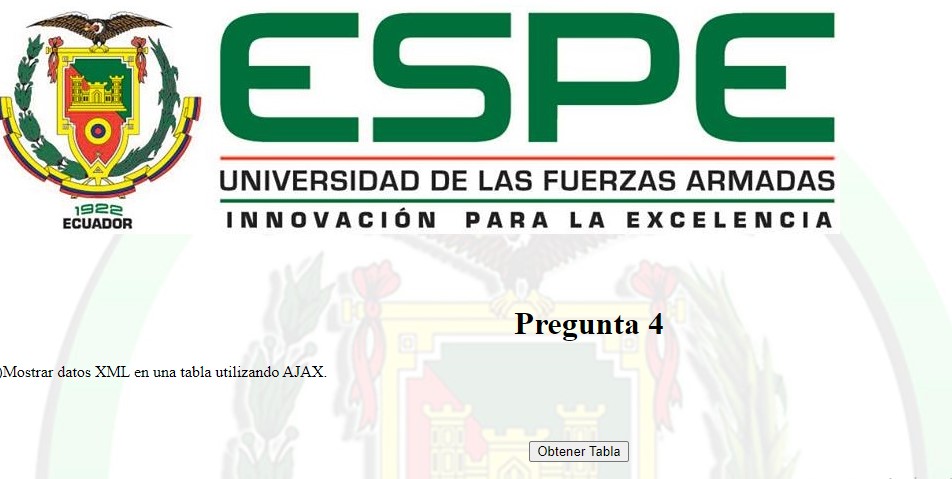 ESPE
UNIVERSIDAD DE LAS FUERZAS ARMADAS
INNOVACIÓN PARA LA EXCELENCIA
1922
ECUADOR
Pregunta 4
)Mostrar datos XML en una tabla utilizando AJAX.
Obtener Tabla